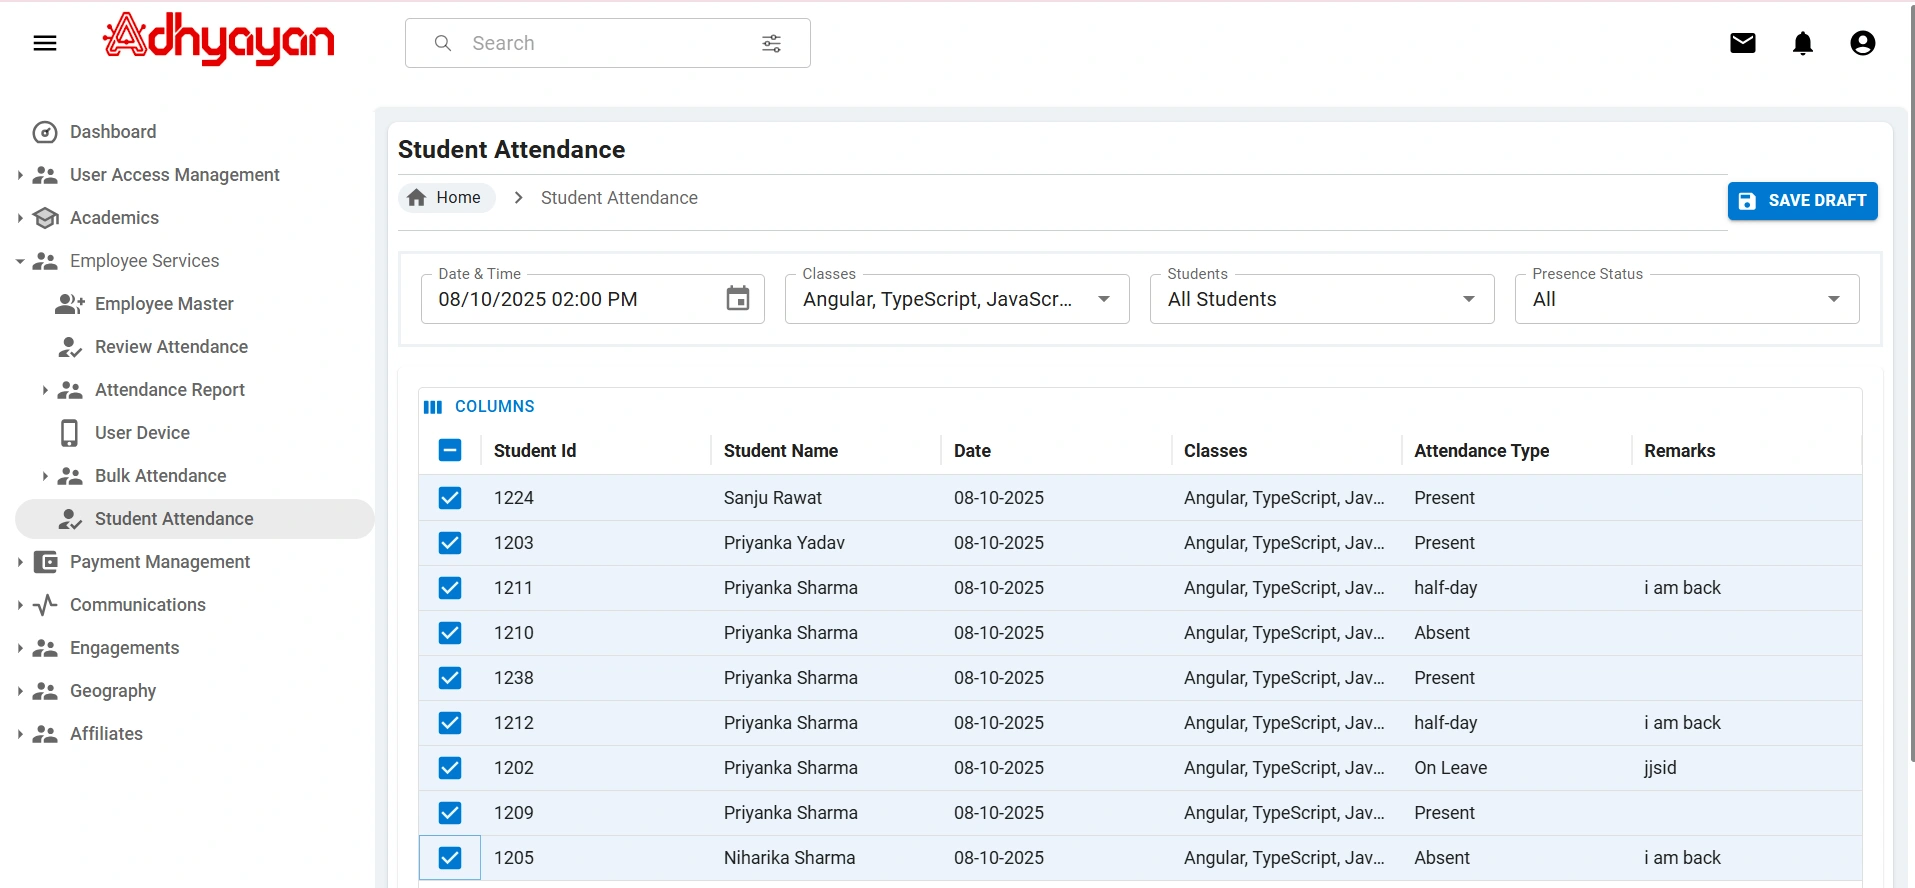 Adhyayan
Search
Dashboard
User Access Management
Academics
Employee Services
Employee Master
Review Attendance
Attendance Report
User Device
Bulk Attendance
Student Attendance
Payment Management
Communications
Engagements
Geography
Affiliates
Student Attendance
Home
Student Attendance
SAVE DRAFT
Date & Time
08/10/2025 02:00 PM
Classes
Angular, TypeScript, JavaScr...
Students
All Students
Presence Status
All
COLUMNS
Student Id Student Name Date Classes Attendance Type Remarks
1224 Sanju Rawat 08-10-2025 Angular, TypeScript, Jav... Present
1203 Priyanka Yadav 08-10-2025 Angular, TypeScript, Jav... Present
1211 Priyanka Sharma 08-10-2025 Angular, TypeScript, Jav... half-day i am back
1210 Priyanka Sharma 08-10-2025 Angular, TypeScript, Jav... Absent
1238 Priyanka Sharma 08-10-2025 Angular, TypeScript, Jav... Present
1212 Priyanka Sharma 08-10-2025 Angular, TypeScript, Jav... half-day i am back
1202 Priyanka Sharma 08-10-2025 Angular, TypeScript, Jav... On Leave jjsid
1209 Priyanka Sharma 08-10-2025 Angular, TypeScript, Jav... Present
1205 Niharika Sharma 08-10-2025 Angular, TypeScript, Jav... Absent i am back